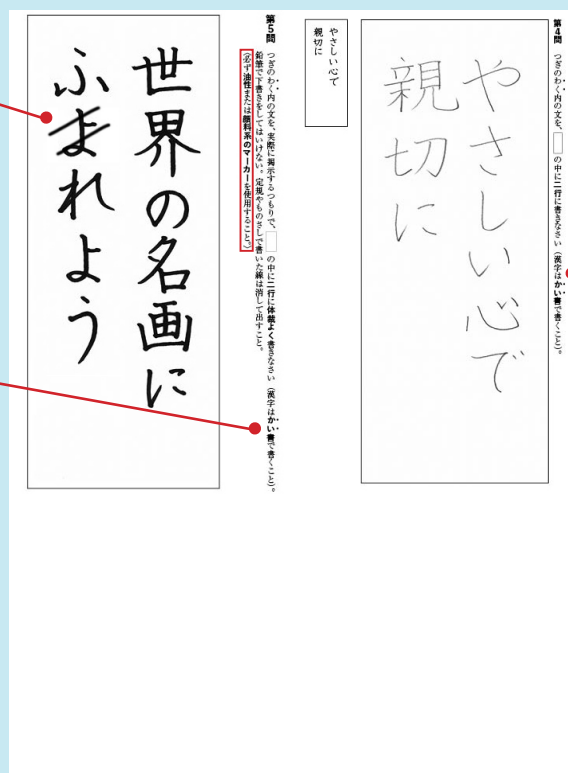 第4問 つぎのわく内の文を、 の中に二行に書きなさい(漢字はかい書で書くこと)。
やさしい心で
親切に
やさしい心で
親切に
第5問 つぎのわく内の文を、実際に掲示するつもりで、 の中に二行に体裁よく書きなさい(漢字はかい書で書くこと)。
鉛筆で下書きをしてはいけない。定規やものさしで書いた線は消して出すこと。
(必ず油性または顔料系のマーカーを使用すること。)
世界の名画に
ふまれよう